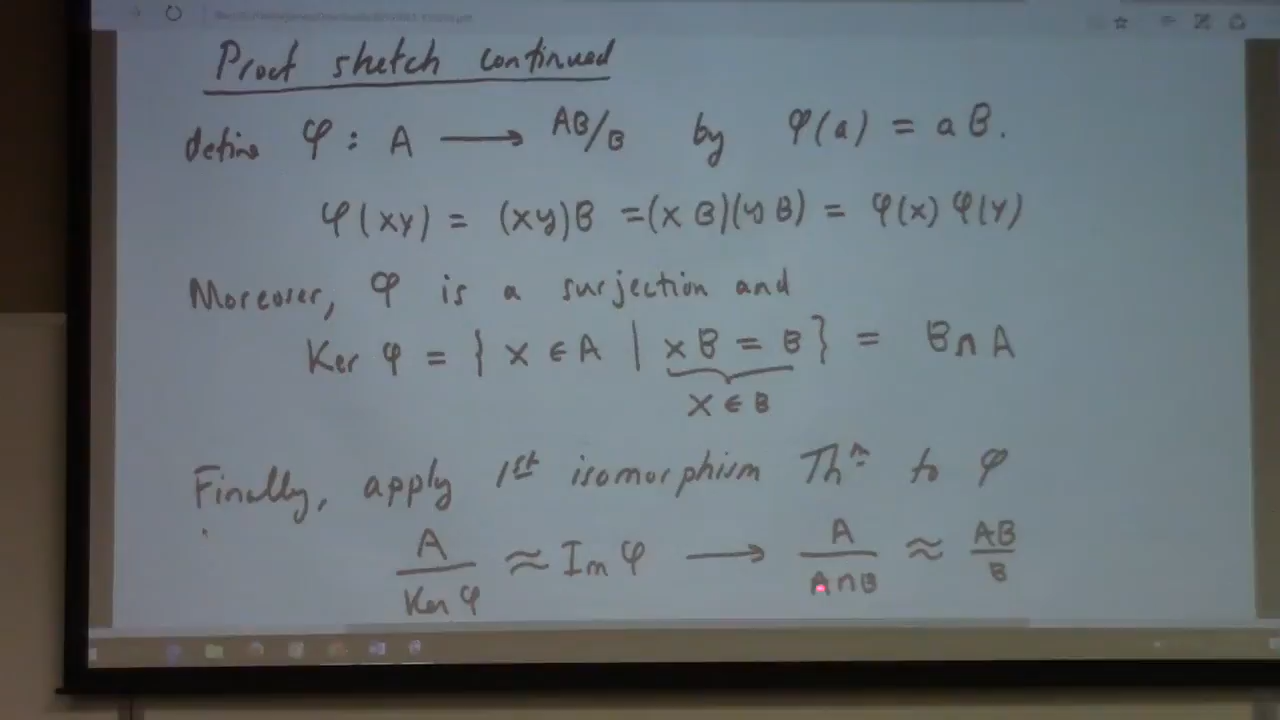 Proof sketch continued
define φ : A ⟶ AB/B by φ(a) = aB.
φ(xy) = (xy)B =(xB)(yB) = φ(x) φ(y)
Moreover, φ is a surjection and
Ker φ = { x ∈ A | xB = B } = B∩A
x ∈ B
Finally, apply 1st isomorphism Thm to φ
A/Ker φ ≈ Im φ ⟶ A/A∩B ≈ AB/B